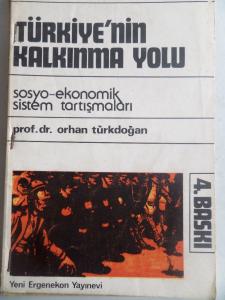 TÜRKİYE'NİN
KALKINMA YOLU
sosyo-ekonomik
sistem tartışmaları
prof.dr. orhan türkdoğan
4. BASKI
Yeni Ergenekon Yayınevi